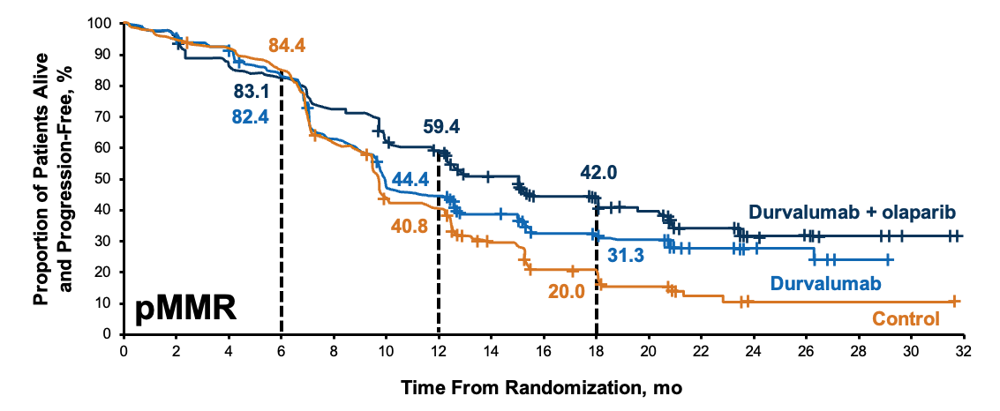 Proportion of Patients Alive
and Progression-Free, %
100
90
80
70
60
50
40
30
20
10
0
84.4
83.1
82.4
59.4
44.4
40.8
42.0
31.3
20.0
Durvalumab + olaparib
Durvalumab
Control
pMMR
0 2 4 6 8 10 12 14 16 18 20 22 24 26 28 30 32
Time From Randomization, mo